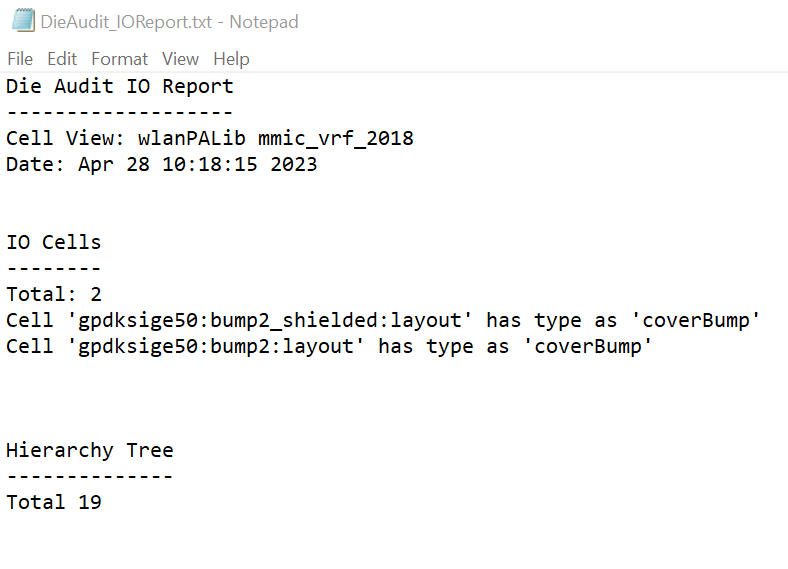 DieAudit_IOReport.txt - Notepad
File Edit Format View Help
Die Audit IO Report
-------------------
Cell View: wlanPALib mmic_vrf_2018
Date: Apr 28 10:18:15 2023
IO Cells
--------
Total: 2
Cell 'gpdksige50:bump2_shielded:layout' has type as 'coverBump'
Cell 'gpdksige50:bump2:layout' has type as 'coverBump'
Hierarchy Tree
--------------
Total 19